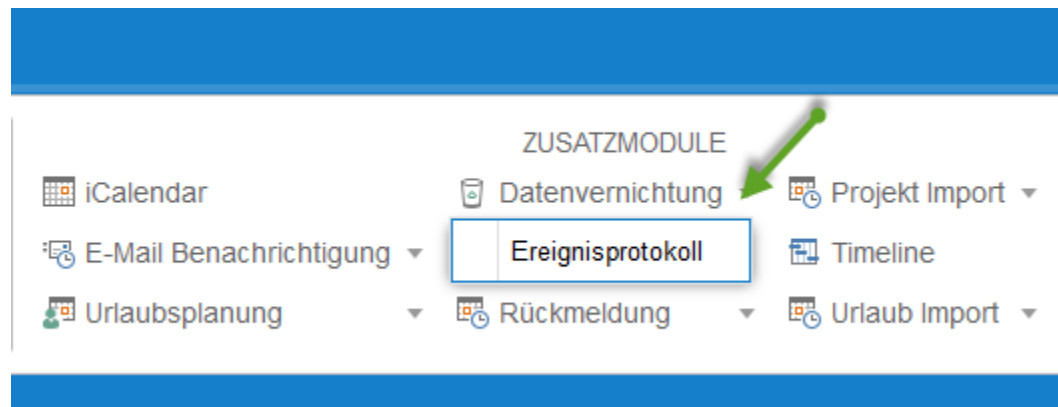 ZUSATZMODULE
iCalendar
Datenvernichtung
Projekt Import
E-Mail Benachrichtigung
Ereignisprotokoll
Timeline
Urlaubsplanung
Rückmeldung
Urlaub Import